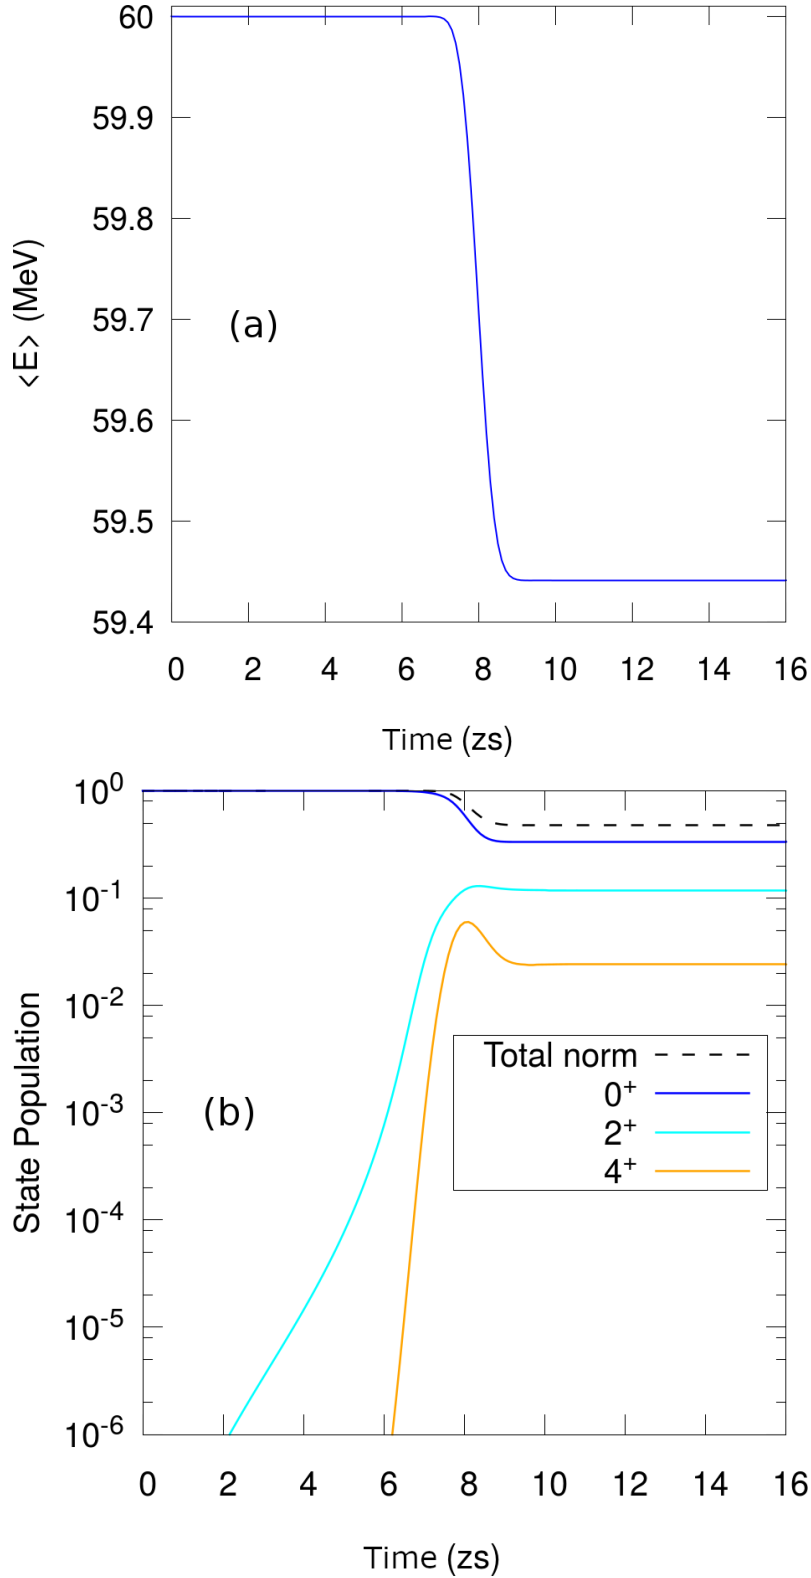 60
59.9
59.8
59.7
59.6
59.5
59.4
<E> (MeV)
(a)
0 2 4 6 8 10 12 14 16
Time (zs)
10⁰
10⁻¹
10⁻²
10⁻³
10⁻⁴
10⁻⁵
10⁻⁶
State Population
(b)
Total norm
0⁺
2⁺
4⁺
0 2 4 6 8 10 12 14 16
Time (zs)